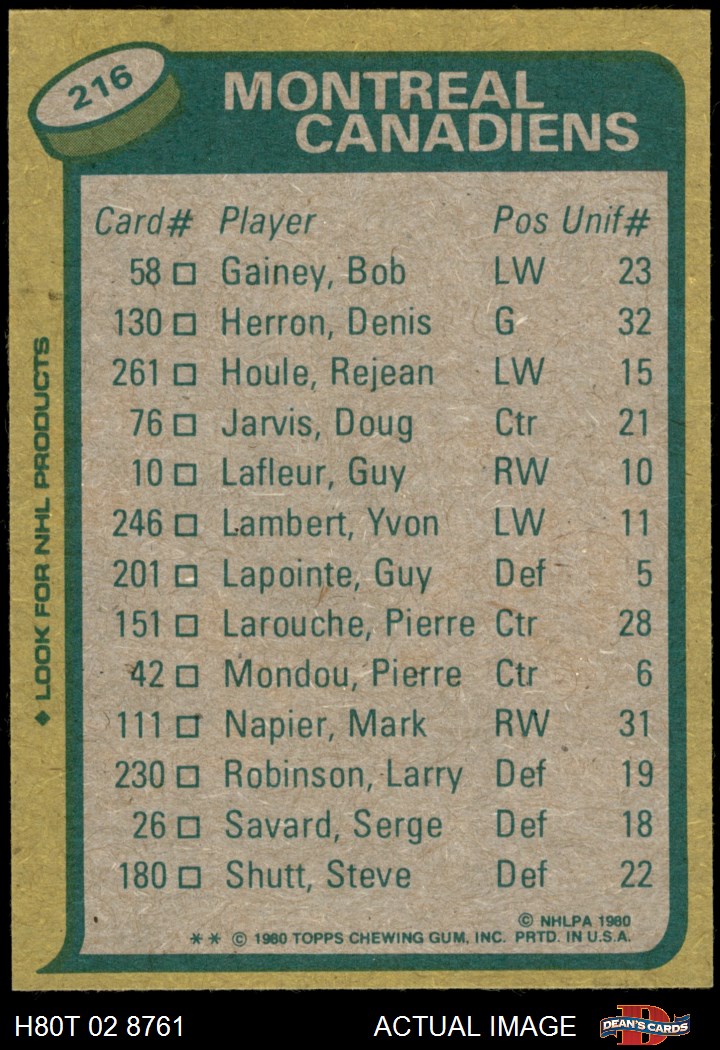 216
MONTREAL
CANADIENS
Card# Player Pos Unif#
58 □ Gainey, Bob LW 23
130 □ Herron, Denis G 32
261 □ Houle, Rejean LW 15
76 □ Jarvis, Doug Ctr 21
10 □ Lafleur, Guy RW 10
246 □ Lambert, Yvon LW 11
201 □ Lapointe, Guy Def 5
151 □ Larouche, Pierre Ctr 28
42 □ Mondou, Pierre Ctr 6
111 □ Napier, Mark RW 31
230 □ Robinson, Larry Def 19
26 □ Savard, Serge Def 18
180 □ Shutt, Steve Def 22
© NHLPA 1980
** © 1980 TOPPS CHEWING GUM, INC. PRTD. IN U.S.A.
◆ LOOK FOR NHL PRODUCTS
H80T 02 8761 ACTUAL IMAGE DEAN'S CARDS